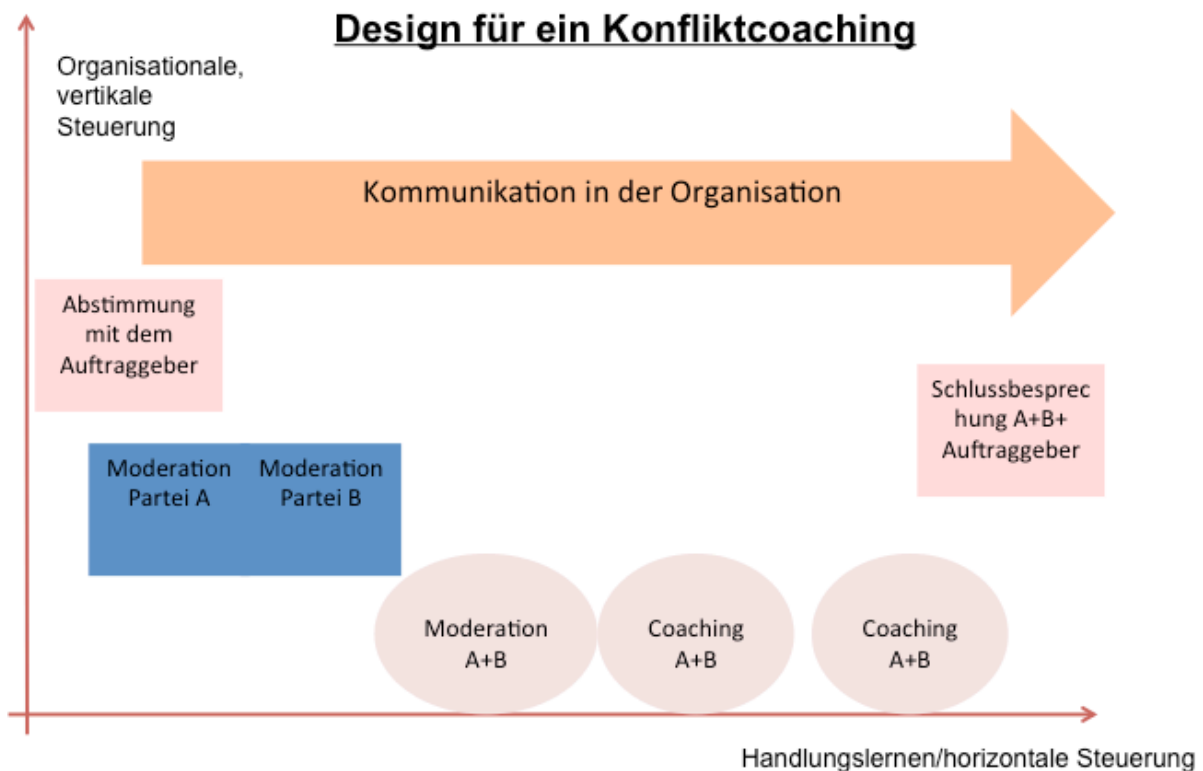 Design für ein Konfliktcoaching
Organisationale,
vertikale
Steuerung
Kommunikation in der Organisation
Abstimmung
mit dem
Auftraggeber
Schlussbesprec
hung A+B+
Auftraggeber
Moderation
Partei A
Moderation
Partei B
Moderation
A+B
Coaching
A+B
Coaching
A+B
Handlungslernen/horizontale Steuerung